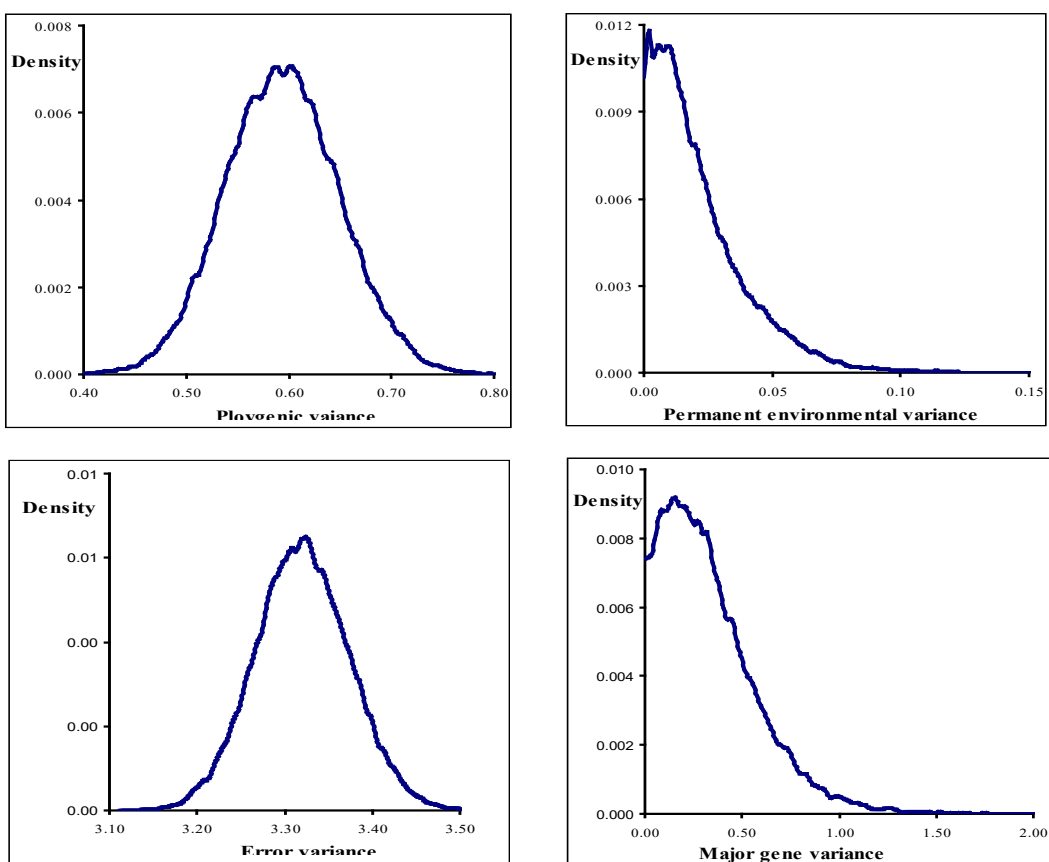 0.008
Density
0.006
0.004
0.002
0.000
0.40 0.50 0.60 0.70 0.80
Ploygenic vaiance
0.012
Density
0.009
0.006
0.003
0.000
0.00 0.05 0.10 0.15
Permanent environmental variance
0.01
Density
0.01
0.00
0.00
0.00
3.10 3.20 3.30 3.40 3.50
Error variance
0.010
Density
0.008
0.006
0.004
0.002
0.000
0.00 0.50 1.00 1.50 2.00
Major gene variance